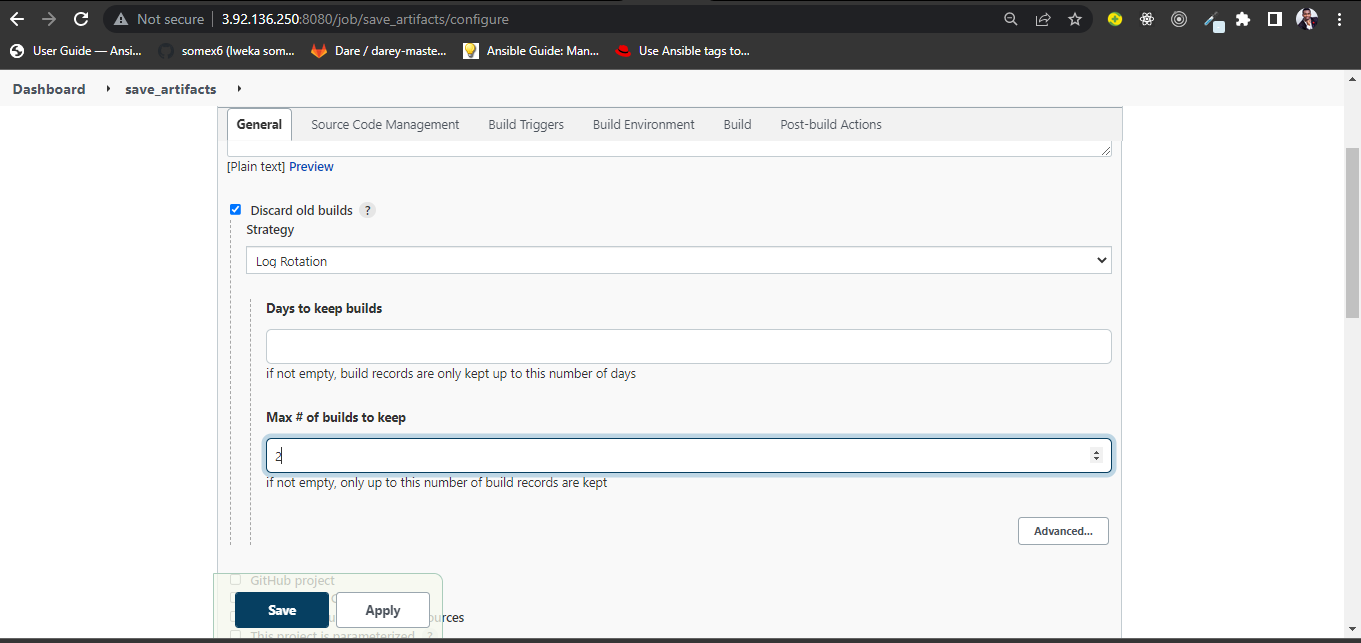 Not secure | 3.92.136.250:8080/job/save_artifacts/configure
User Guide — Ansi... somex6 (Iweka som... Dare / darey-maste... Ansible Guide: Man... Use Ansible tags to...
Dashboard save_artifacts
General Source Code Management Build Triggers Build Environment Build Post-build Actions
[Plain text] Preview
Discard old builds ?
Strategy
Log Rotation
Days to keep builds
if not empty, build records are only kept up to this number of days
Max # of builds to keep
2
if not empty, only up to this number of build records are kept
Advanced...
GitHub project
Save Apply
This project is parameterized ?